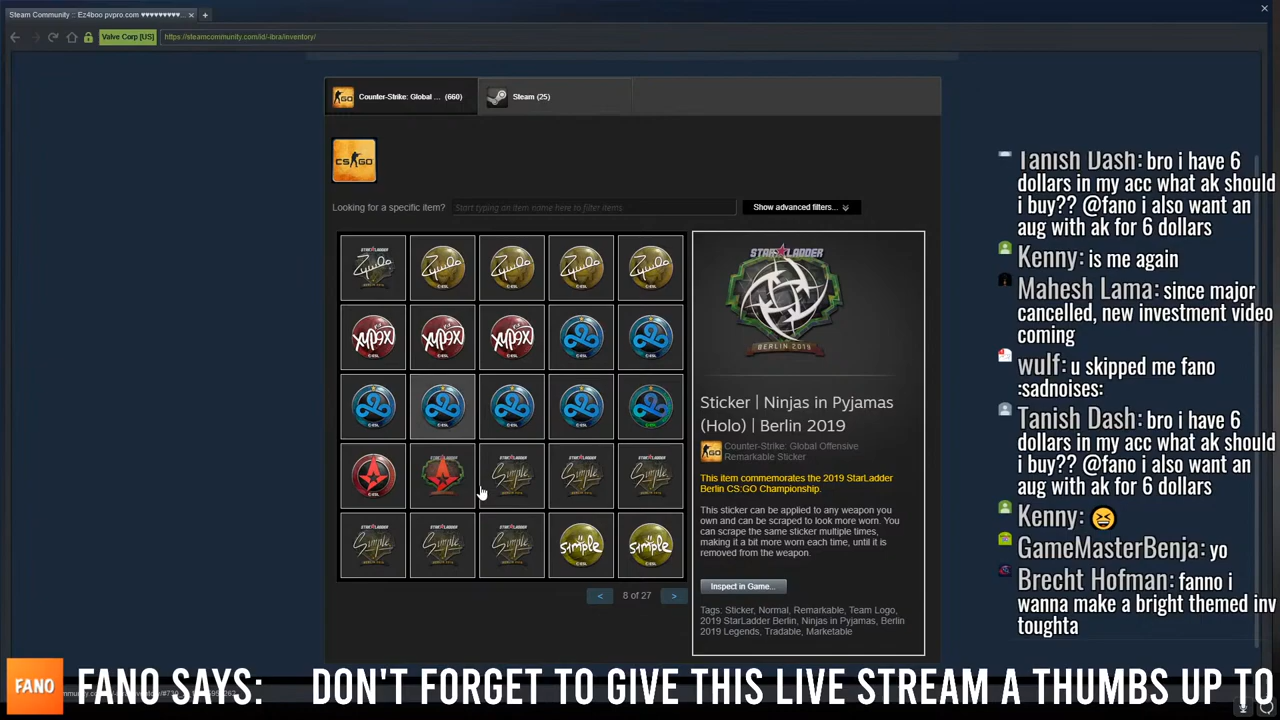 Steam Community :: Ez4boo pvpro.com ♥♥♥♥♥♥♥...
Valve Corp [US]
https://steamcommunity.com/id/-ibra/inventory/
Counter-Strike: Global ... (660)
Steam (25)
CS GO
Looking for a specific item?
Start typing an item name here to filter items
Show advanced filters...
STAR LADDER
BERLIN 2019
Sticker | Ninjas in Pyjamas
(Holo) | Berlin 2019
Counter-Strike: Global Offensive
Remarkable Sticker
This item commemorates the 2019 StarLadder
Berlin CS:GO Championship.
This sticker can be applied to any weapon you
own and can be scraped to look more worn. You
can scrape the same sticker multiple times,
making it a bit more worn each time, until it is
removed from the weapon.
Inspect in Game...
Tags: Sticker, Normal, Remarkable, Team Logo,
2019 StarLadder Berlin, Ninjas in Pyjamas, Berlin
2019 Legends, Tradable, Marketable
< 8 of 27 >
Tanish Dash: bro i have 6
dollars in my acc what ak should
i buy?? @fano i also want an
aug with ak for 6 dollars
Kenny: is me again
Mahesh Lama: since major
cancelled, new investment video
coming
wulf: u skipped me fano
:sadnoises:
Tanish Dash: bro i have 6
dollars in my acc what ak should
i buy?? @fano i also want an
aug with ak for 6 dollars
Kenny: 😆
GameMasterBenja: yo
Brecht Hofman: fanno i
wanna make a bright themed inv
toughta
FANO
FANO SAYS: DON'T FORGET TO GIVE THIS LIVE STREAM A THUMBS UP TO